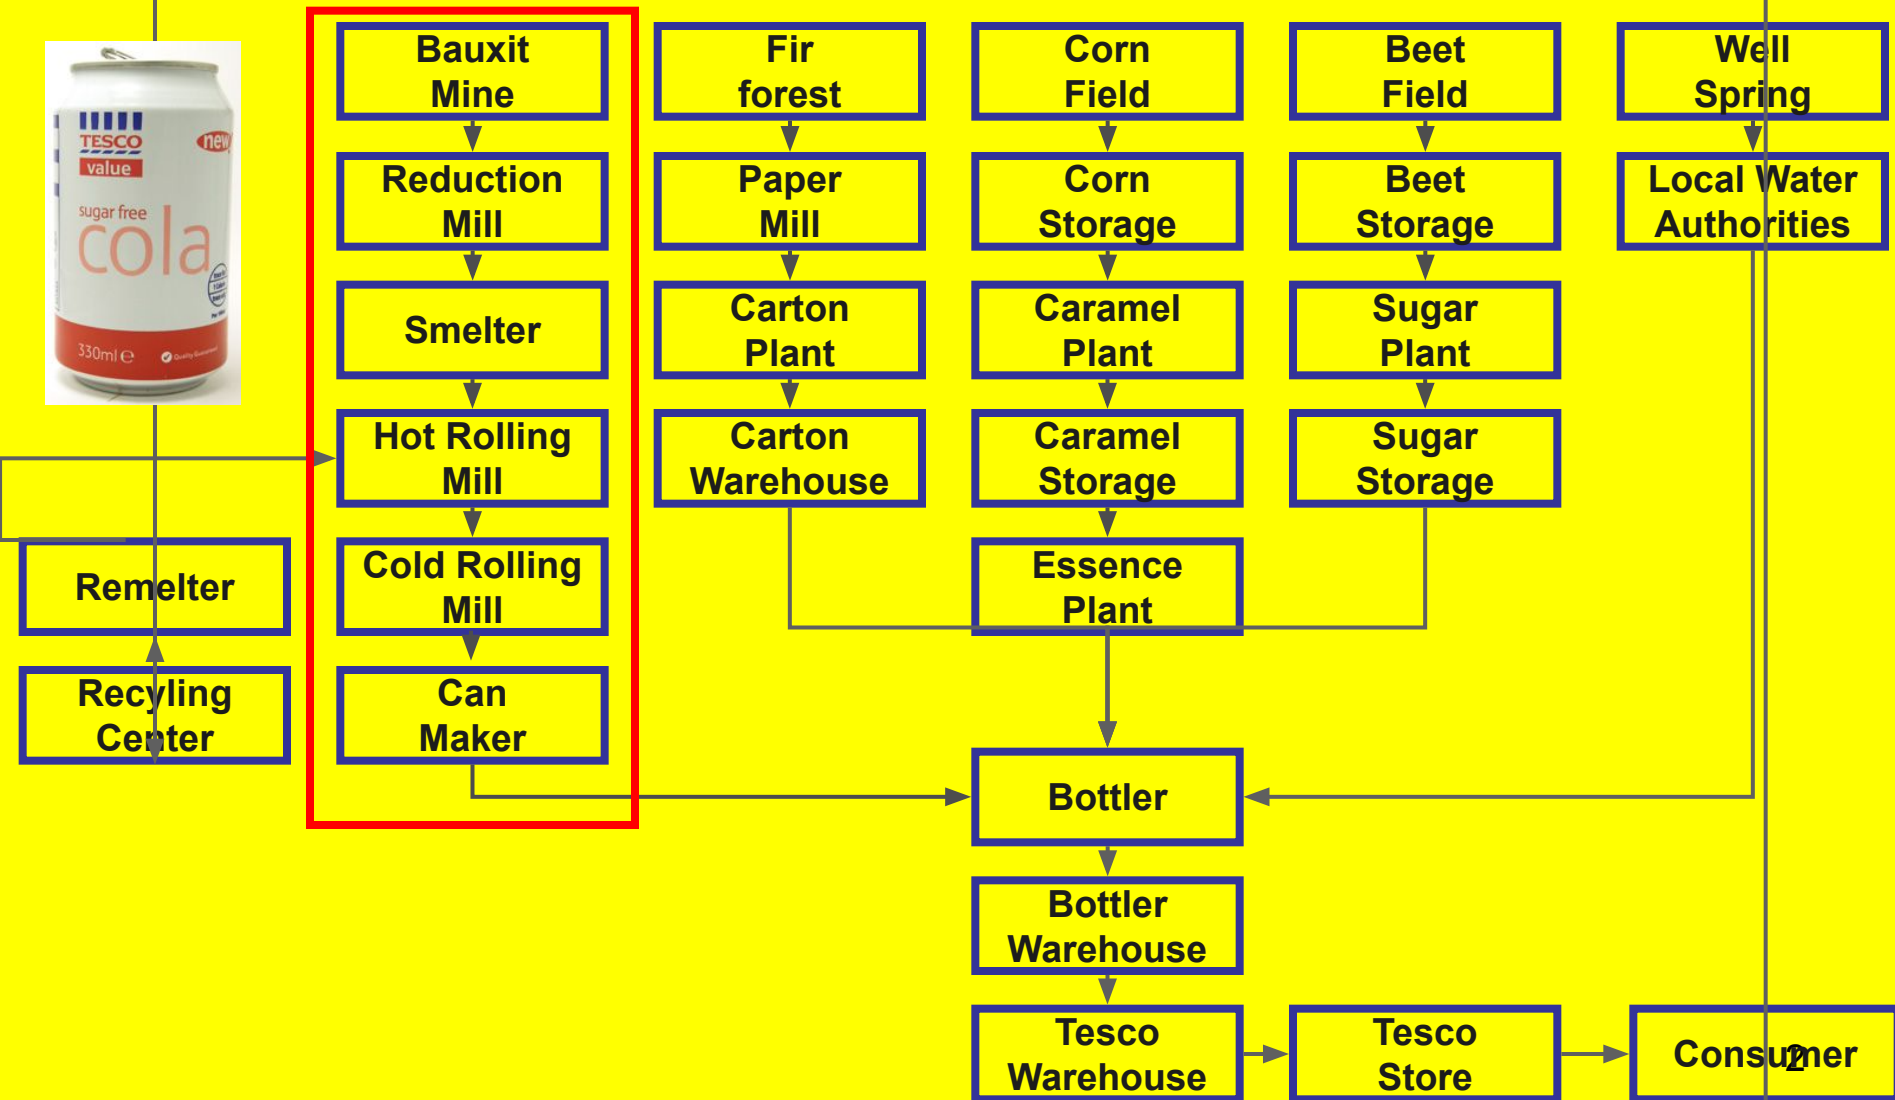 TESCO
value
new
sugar free
cola
330ml e
Bauxit
Mine
Reduction
Mill
Smelter
Hot Rolling
Mill
Cold Rolling
Mill
Can
Maker
Remelter
Recyling
Center
Fir
forest
Paper
Mill
Carton
Plant
Carton
Warehouse
Corn
Field
Corn
Storage
Caramel
Plant
Caramel
Storage
Essence
Plant
Beet
Field
Beet
Storage
Sugar
Plant
Sugar
Storage
Well
Spring
Local Water
Authorities
Bottler
Bottler
Warehouse
Tesco
Warehouse
Tesco
Store
Consumer
2